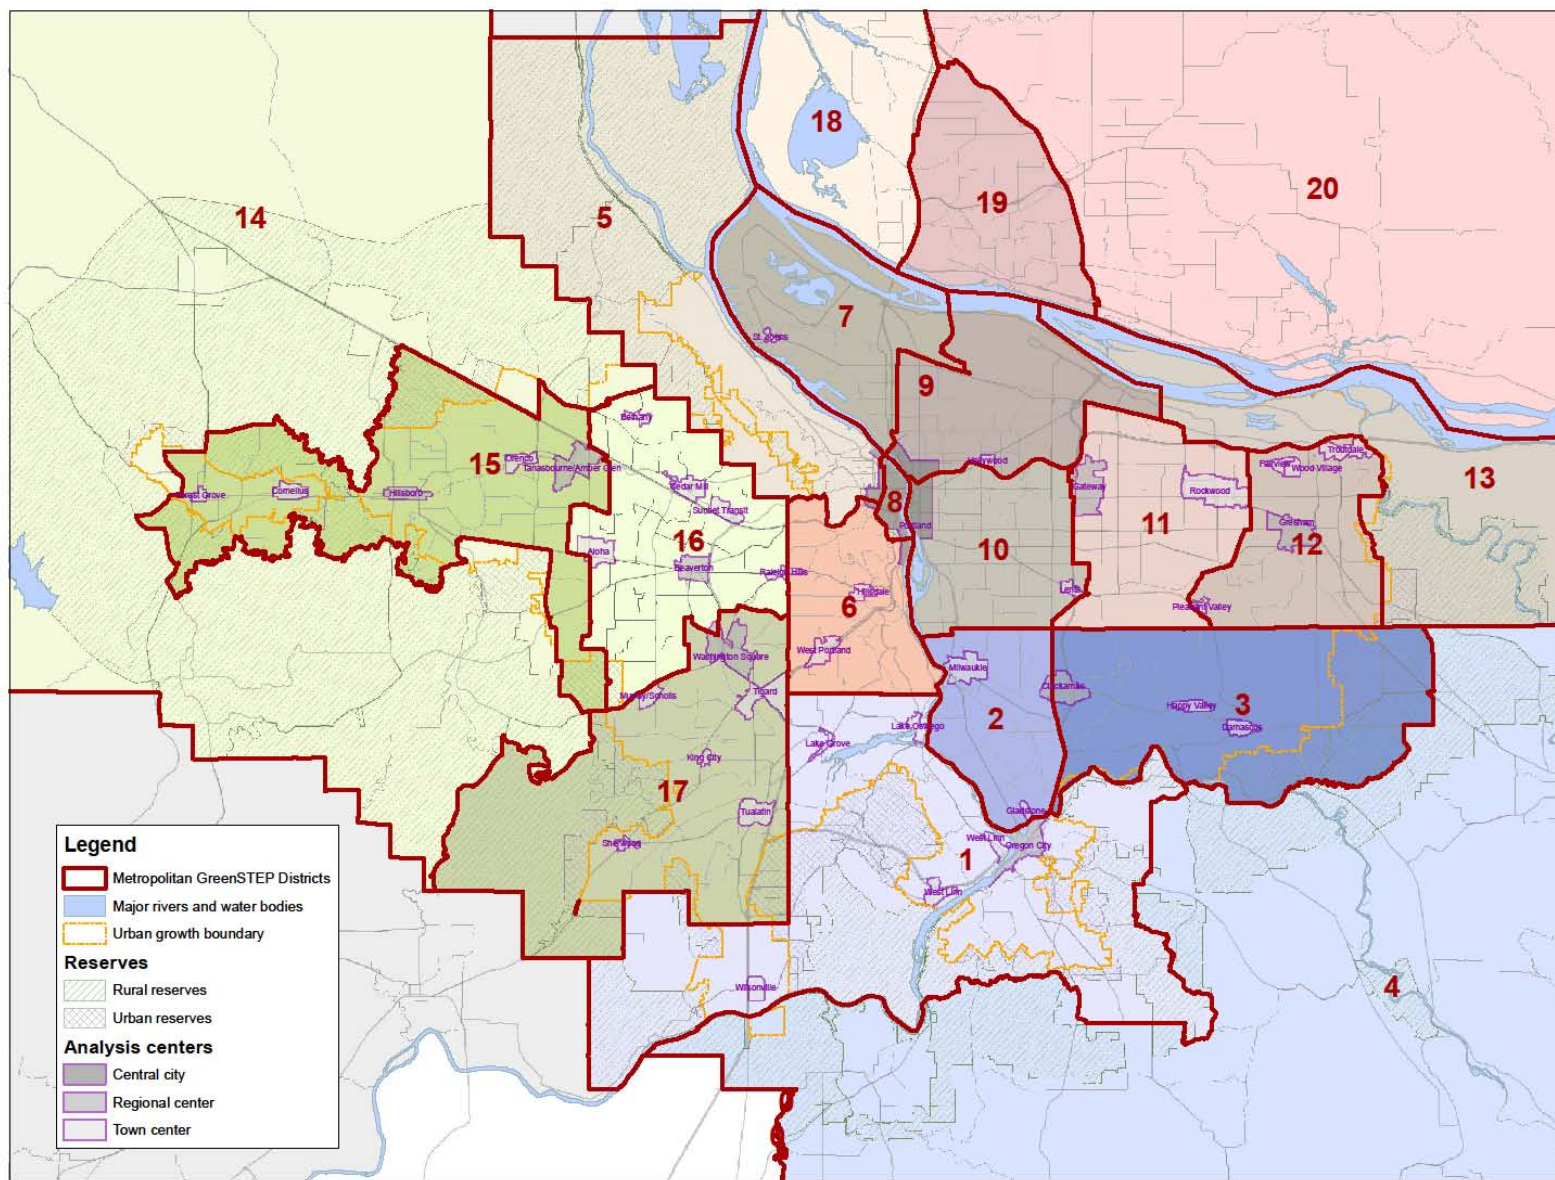 18
19
20
14
5
7
St. Johns
9
Bethany
15
Orenco
Tanasbourne/Amber Glen
Hollywood
Troutdale
Fairview
Wood Village
13
Forest Grove
Cornelius
Hillsboro
Cedar Mill
Sunset Transit
8
Portland
Gateway
Rockwood
11
Gresham
12
16
Aloha
Beaverton
Raleigh Hills
10
6
Hillsdale
Lents
Pleasant Valley
Washington Square
West Portland
Milwaukie
Murray/Scholls
Tigard
Clackamas
Happy Valley
3
Damascus
2
Lake Oswego
Lake Grove
King City
17
Tualatin
Gladstone
Sherwood
West Linn
Oregon City
1
West Linn
Wilsonville
4
Legend
Metropolitan GreenSTEP Districts
Major rivers and water bodies
Urban growth boundary
Reserves
Rural reserves
Urban reserves
Analysis centers
Central city
Regional center
Town center